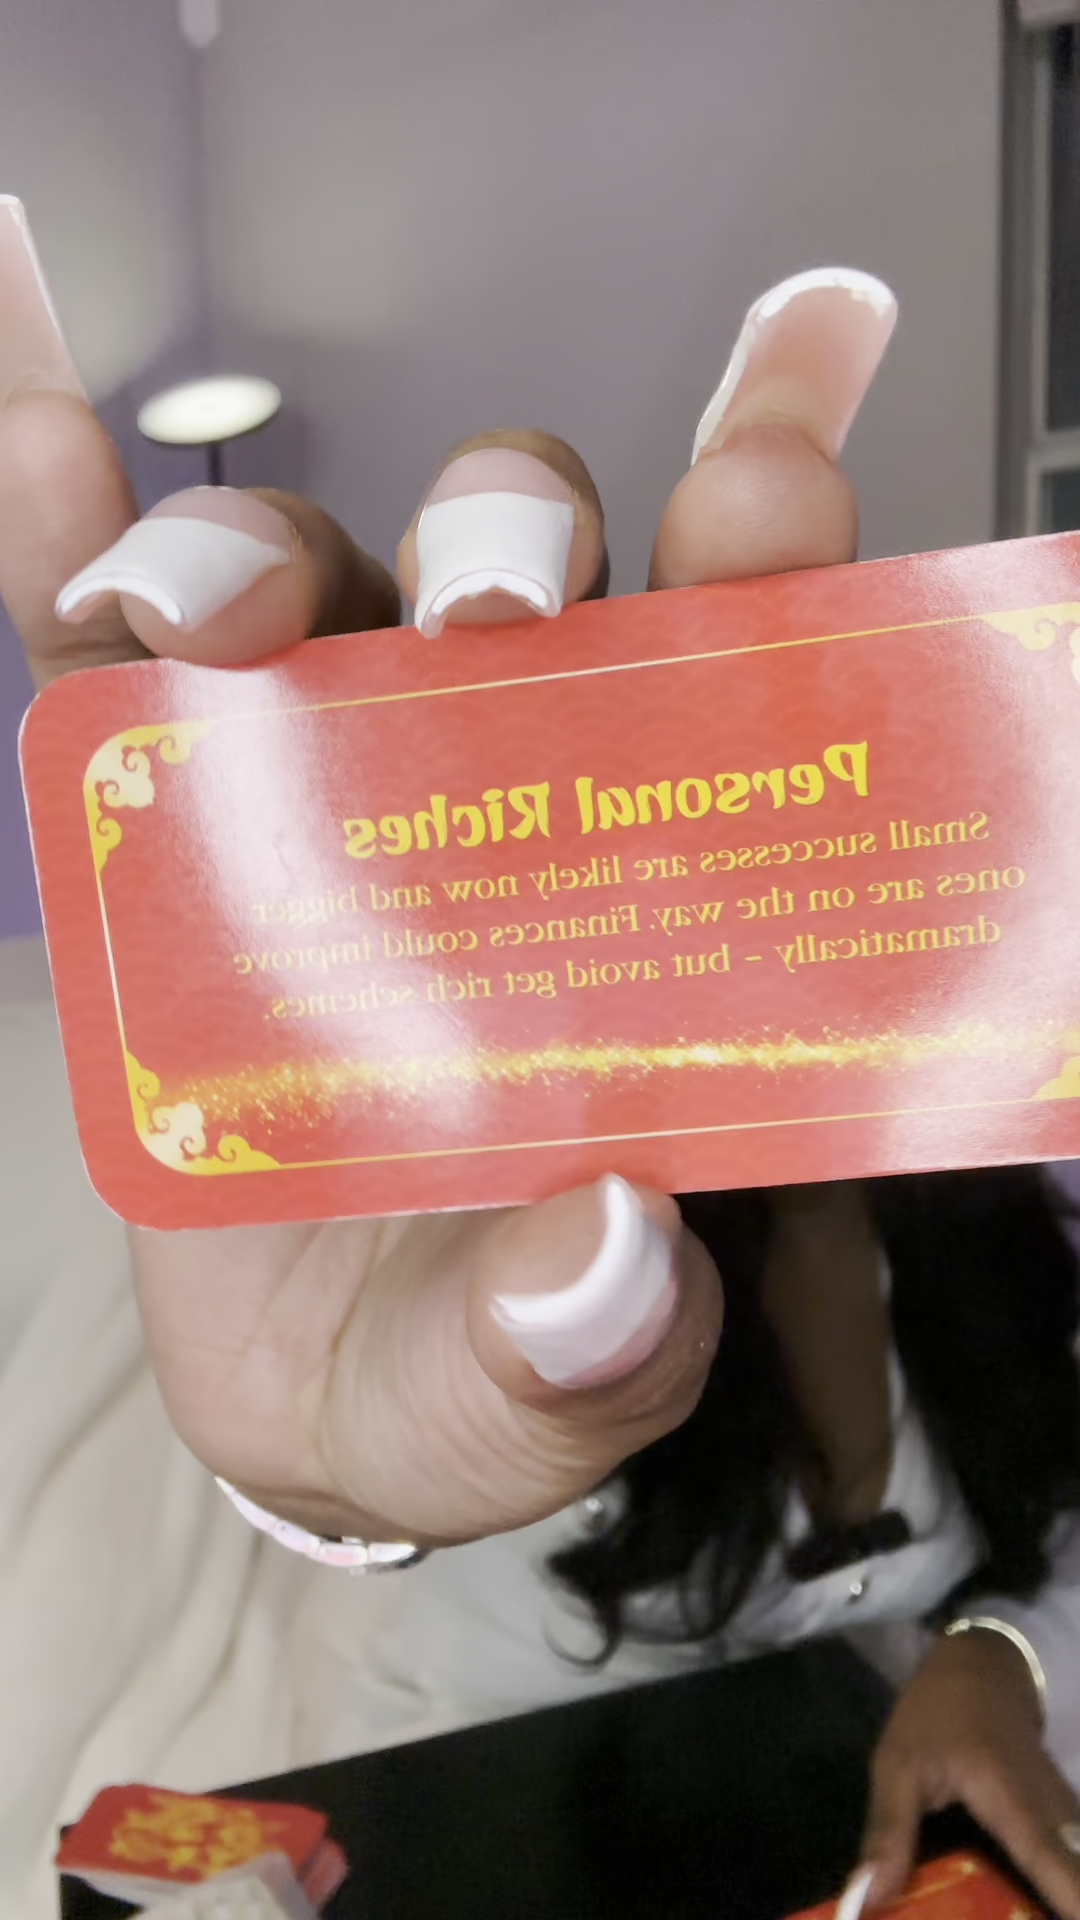 Personal Riches
Small successes are likely now and bigger
ones are on the way. Finances could improve
dramatically – but avoid get rich schemes.